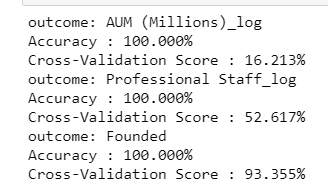 outcome: AUM (Millions)_log
Accuracy : 100.000%
Cross-Validation Score : 16.213%
outcome: Professional Staff_log
Accuracy : 100.000%
Cross-Validation Score : 52.617%
outcome: Founded
Accuracy : 100.000%
Cross-Validation Score : 93.355%